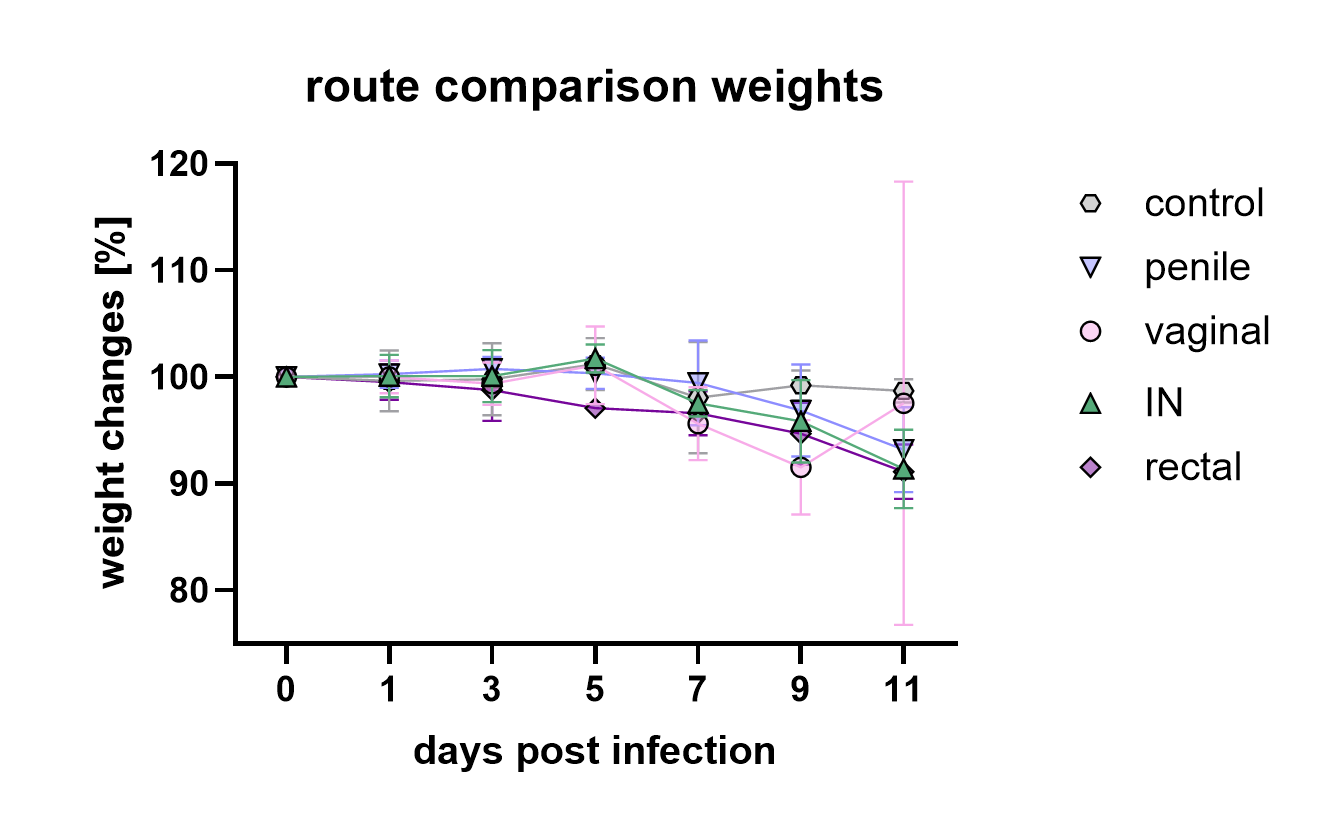 route comparison weights
120
110
100
90
80
weight changes [%]
0 1 3 5 7 9 11
days post infection
control
penile
vaginal
IN
rectal